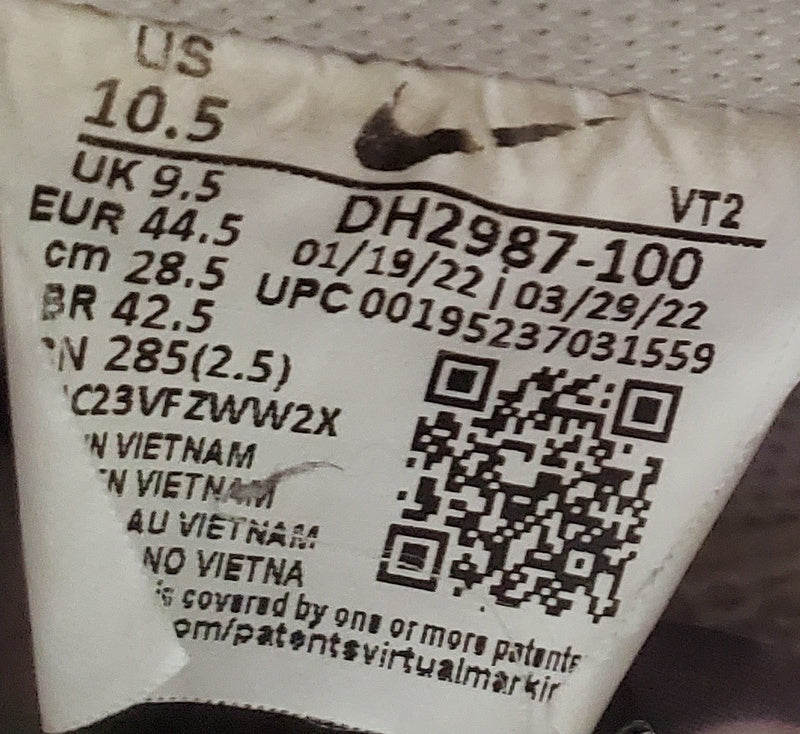 US
10.5
UK 9.5
EUR 44.5
cm 28.5
BR 42.5
CN 285(2.5)
C23VFZWW2X
VIETNAM
VIETNAM
AU VIETNAM
NO VIETNA
VT2
DH2987-100
01/19/22 | 03/29/22
UPC 00195237031559
is covered by one or more patents
om/patentsvirtualmarkin